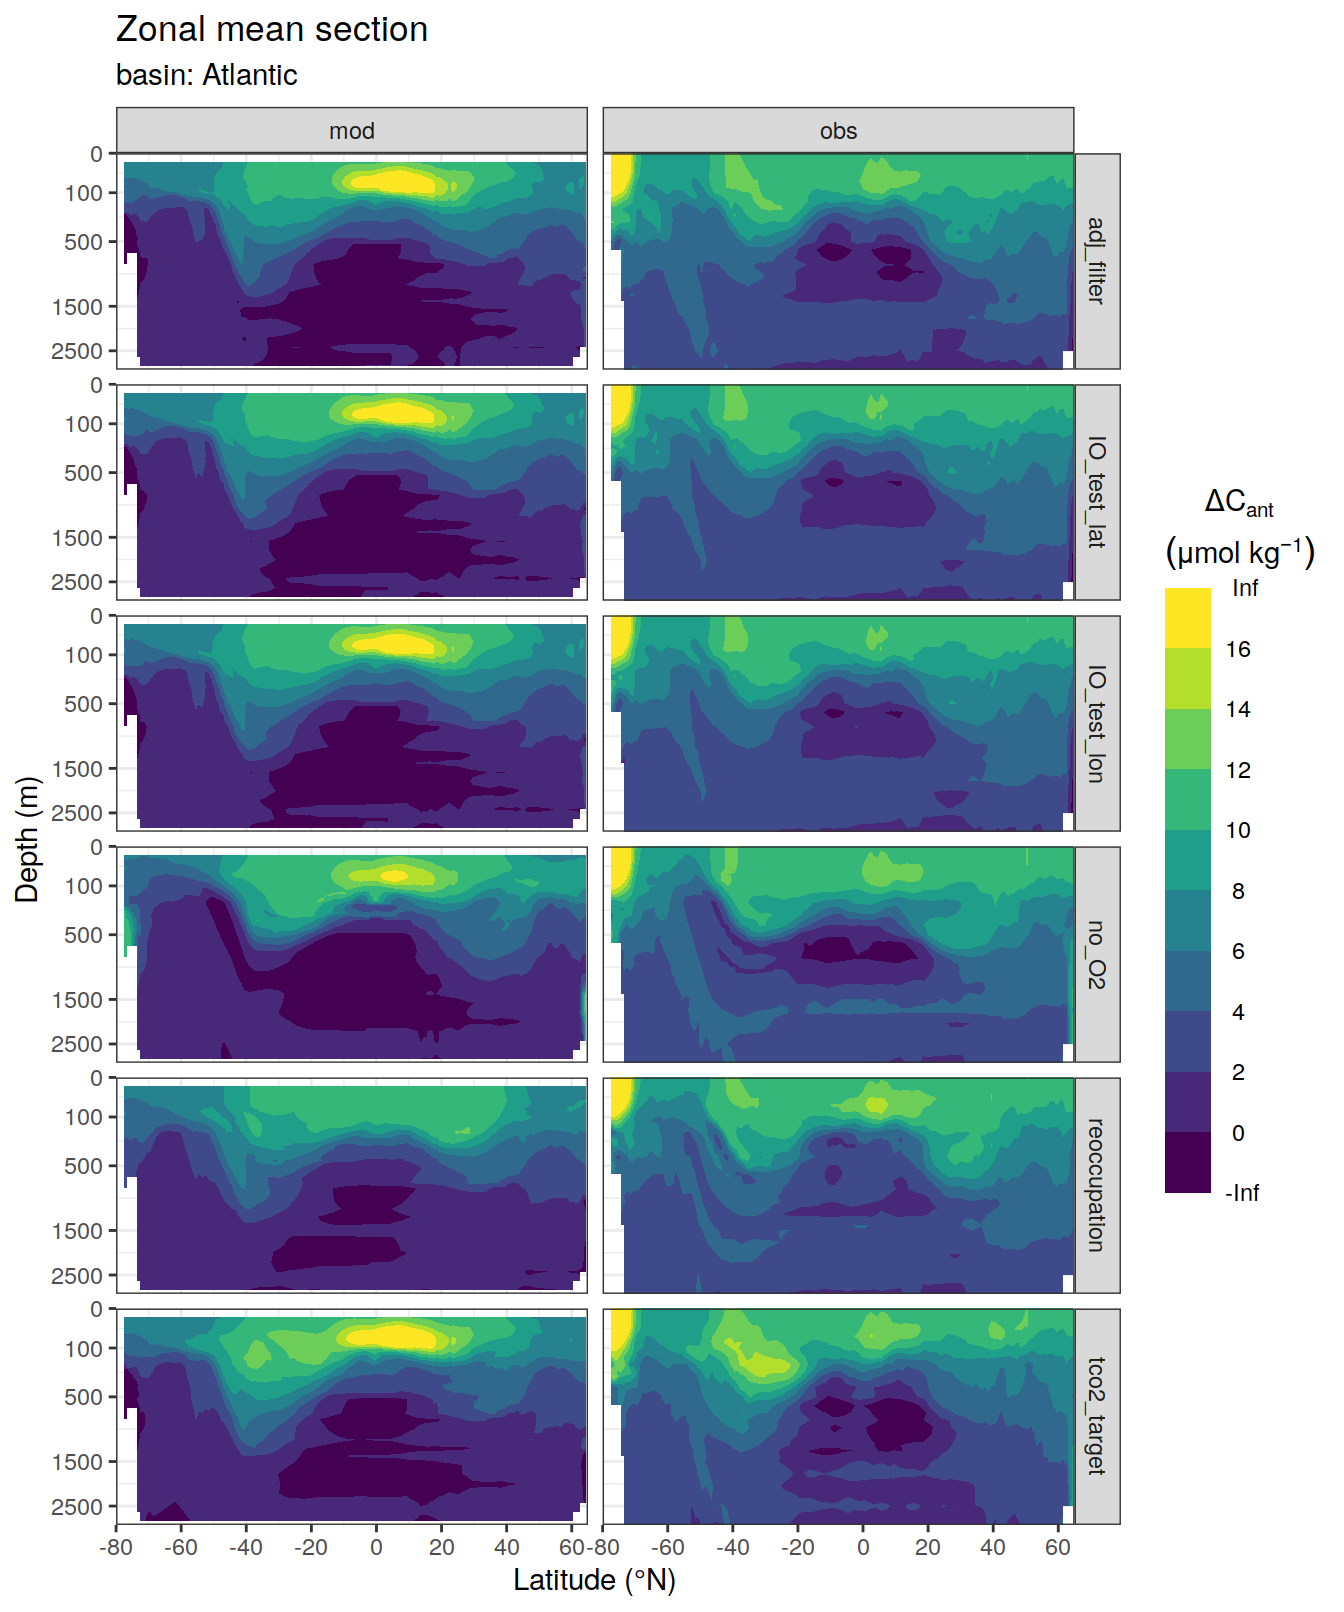 Zonal mean section
basin: Atlantic
mod
obs
0
100
500
1500
2500
adj_filter
0
100
500
1500
2500
IO_test_lat
0
100
500
1500
2500
IO_test_lon
0
100
500
1500
2500
no_O2
0
100
500
1500
2500
reoccupation
0
100
500
1500
2500
tco2_target
-80 -60 -40 -20 0 20 40 60
-80 -60 -40 -20 0 20 40 60
Latitude (°N)
Depth (m)
ΔCant
(μmol kg⁻¹)
Inf
16
14
12
10
8
6
4
2
0
-Inf